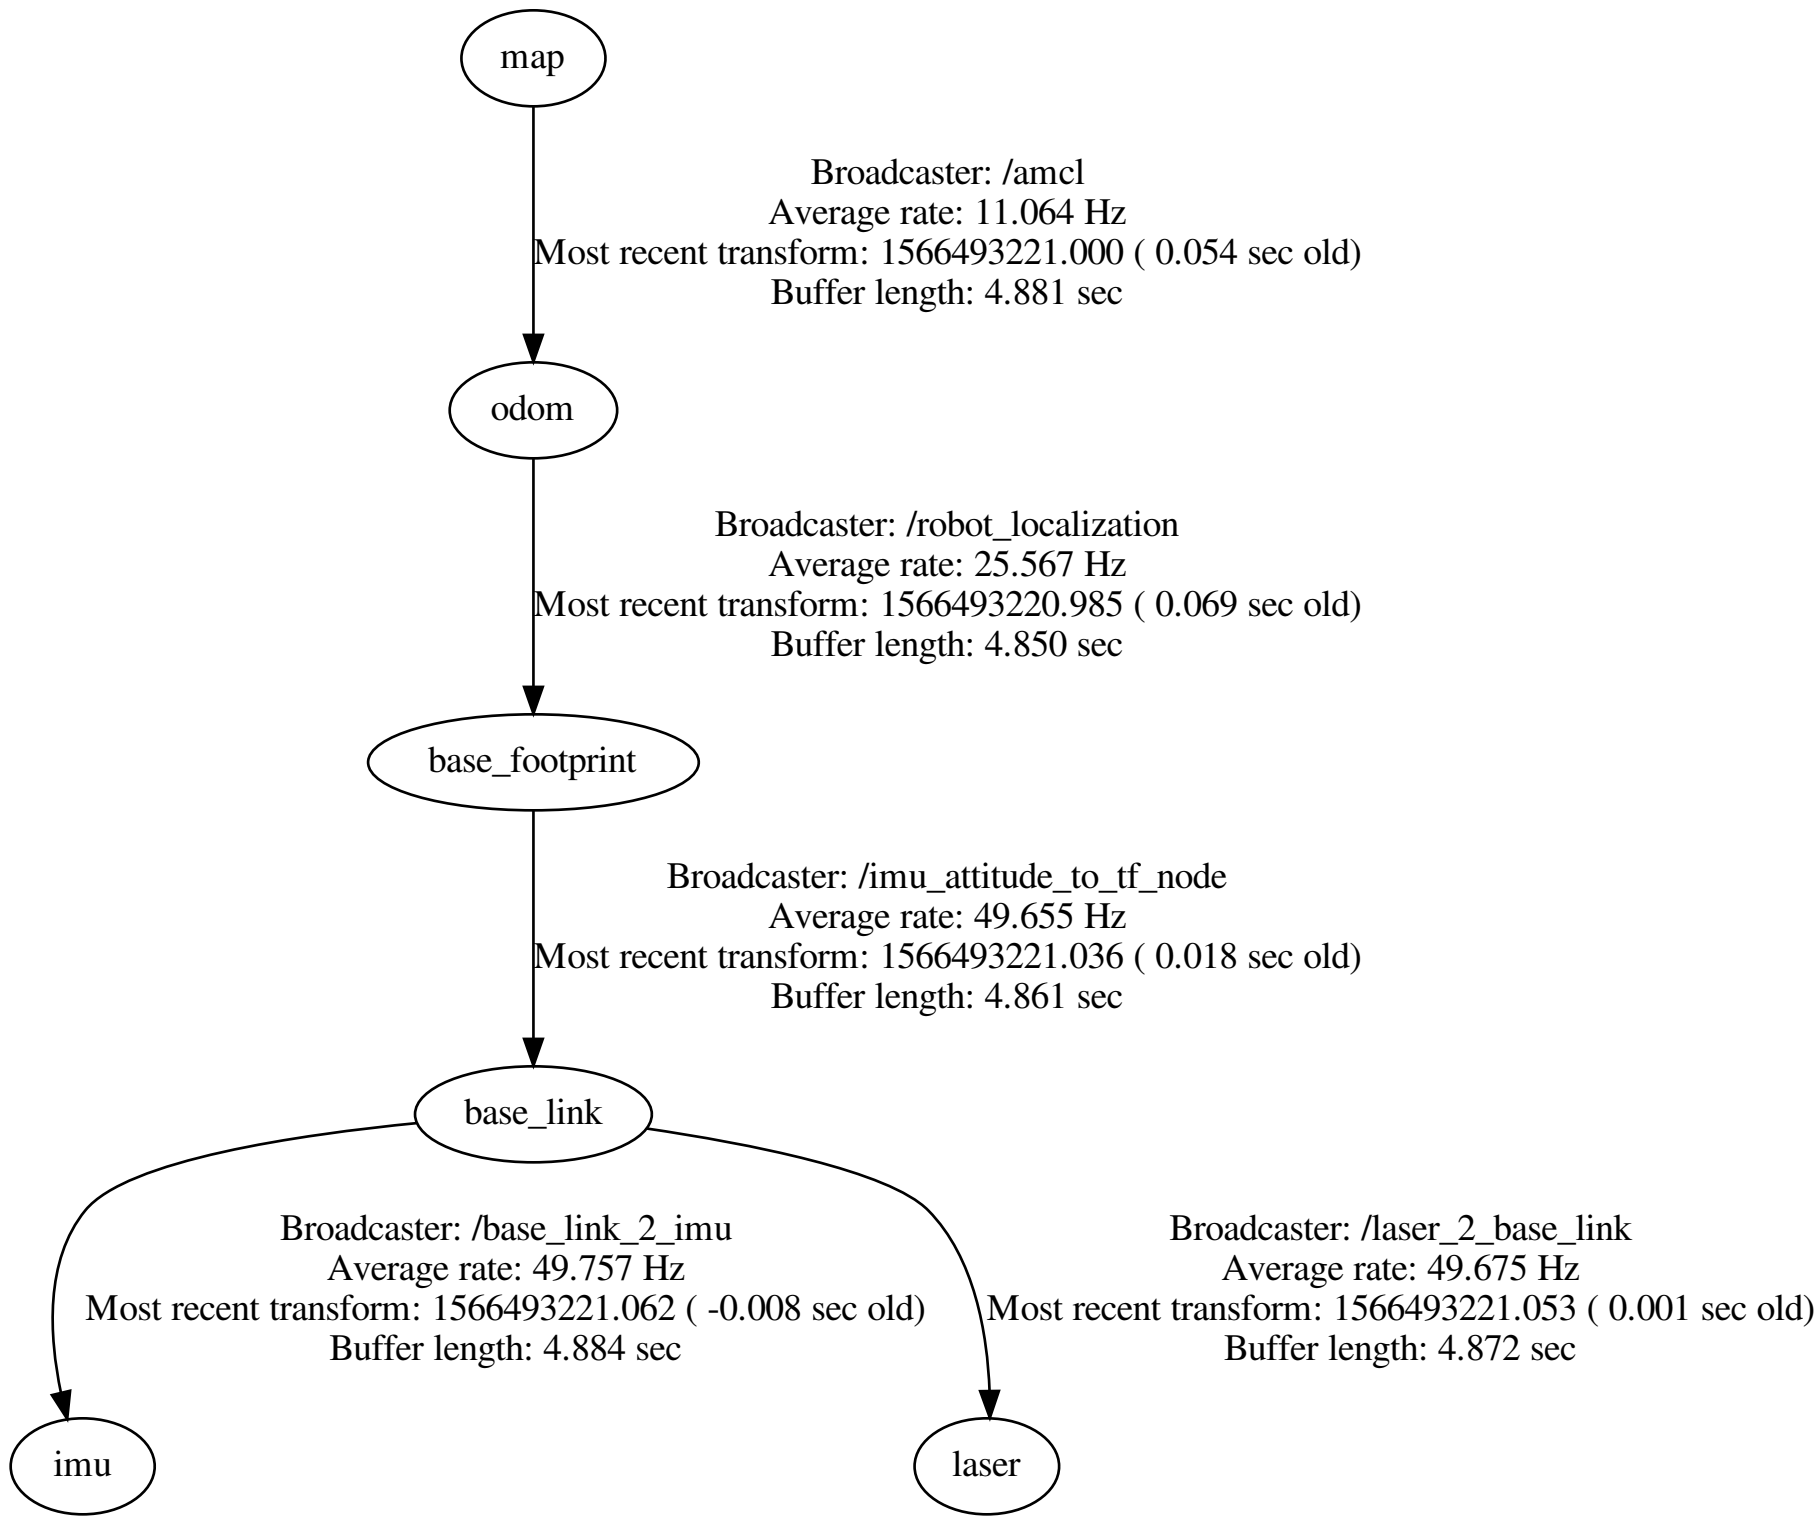 map
Broadcaster: /amcl
Average rate: 11.064 Hz
Most recent transform: 1566493221.000 ( 0.054 sec old)
Buffer length: 4.881 sec
odom
Broadcaster: /robot_localization
Average rate: 25.567 Hz
Most recent transform: 1566493220.985 ( 0.069 sec old)
Buffer length: 4.850 sec
base_footprint
Broadcaster: /imu_attitude_to_tf_node
Average rate: 49.655 Hz
Most recent transform: 1566493221.036 ( 0.018 sec old)
Buffer length: 4.861 sec
base_link
Broadcaster: /base_link_2_imu
Average rate: 49.757 Hz
Most recent transform: 1566493221.062 ( -0.008 sec old)
Buffer length: 4.884 sec
Broadcaster: /laser_2_base_link
Average rate: 49.675 Hz
Most recent transform: 1566493221.053 ( 0.001 sec old)
Buffer length: 4.872 sec
imu
laser